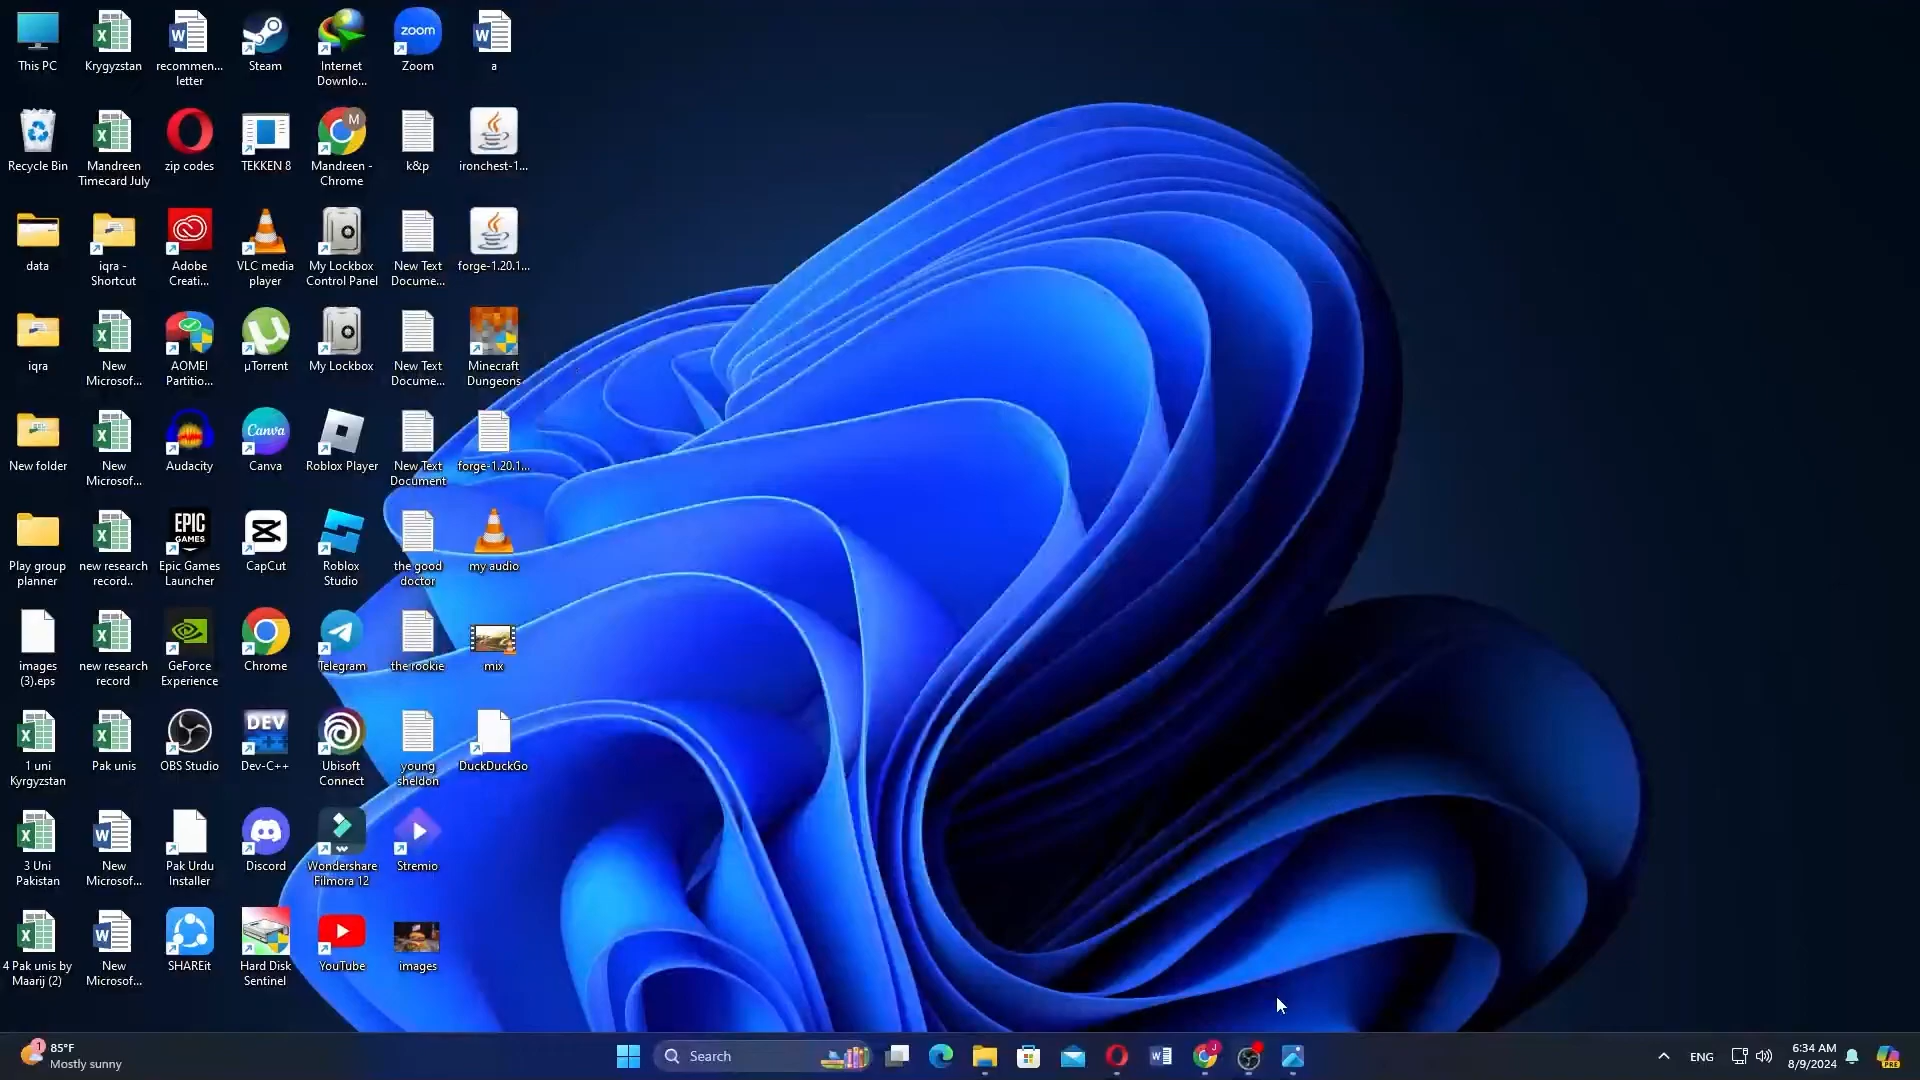 This PC
Krygyzstan
recommen...
letter
Steam
Internet
Downlo...
zoom
Zoom
a
Recycle Bin
Mandreen
Timecard July
zip codes
TEKKEN 8
M
Mandreen -
Chrome
k&p
ironchest-1...
data
iqra -
Shortcut
Adobe
Creati...
VLC media
player
My Lockbox
Control Panel
New Text
Docume...
forge-1.20.1...
iqra
New
Microsof...
AOMEI
Partitio...
µTorrent
My Lockbox
New Text
Docume...
Minecraft
Dungeons
New folder
New
Microsof...
Audacity
Canva
Canva
Roblox Player
New Text
Document
forge-1.20.1...
Play group
planner
new research
record..
EPIC
GAMES
Epic Games
Launcher
CapCut
Roblox
Studio
the good
doctor
my audio
images
(3).eps
new research
record
GeForce
Experience
Chrome
Telegram
the rookie
mix
1 uni
Kyrgyzstan
Pak unis
OBS Studio
DEV
Dev-C++
Ubisoft
Connect
young
sheldon
DuckDuckGo
3 Uni
Pakistan
New
Microsof...
Pak Urdu
Installer
Discord
Wondershare
Filmora 12
Stremio
4 Pak unis by
Maarij (2)
New
Microsof...
SHAREit
Hard Disk
Sentinel
YouTube
images
1
85°F
Mostly sunny
Search
J
ENG
6:34 AM
8/9/2024
PRE